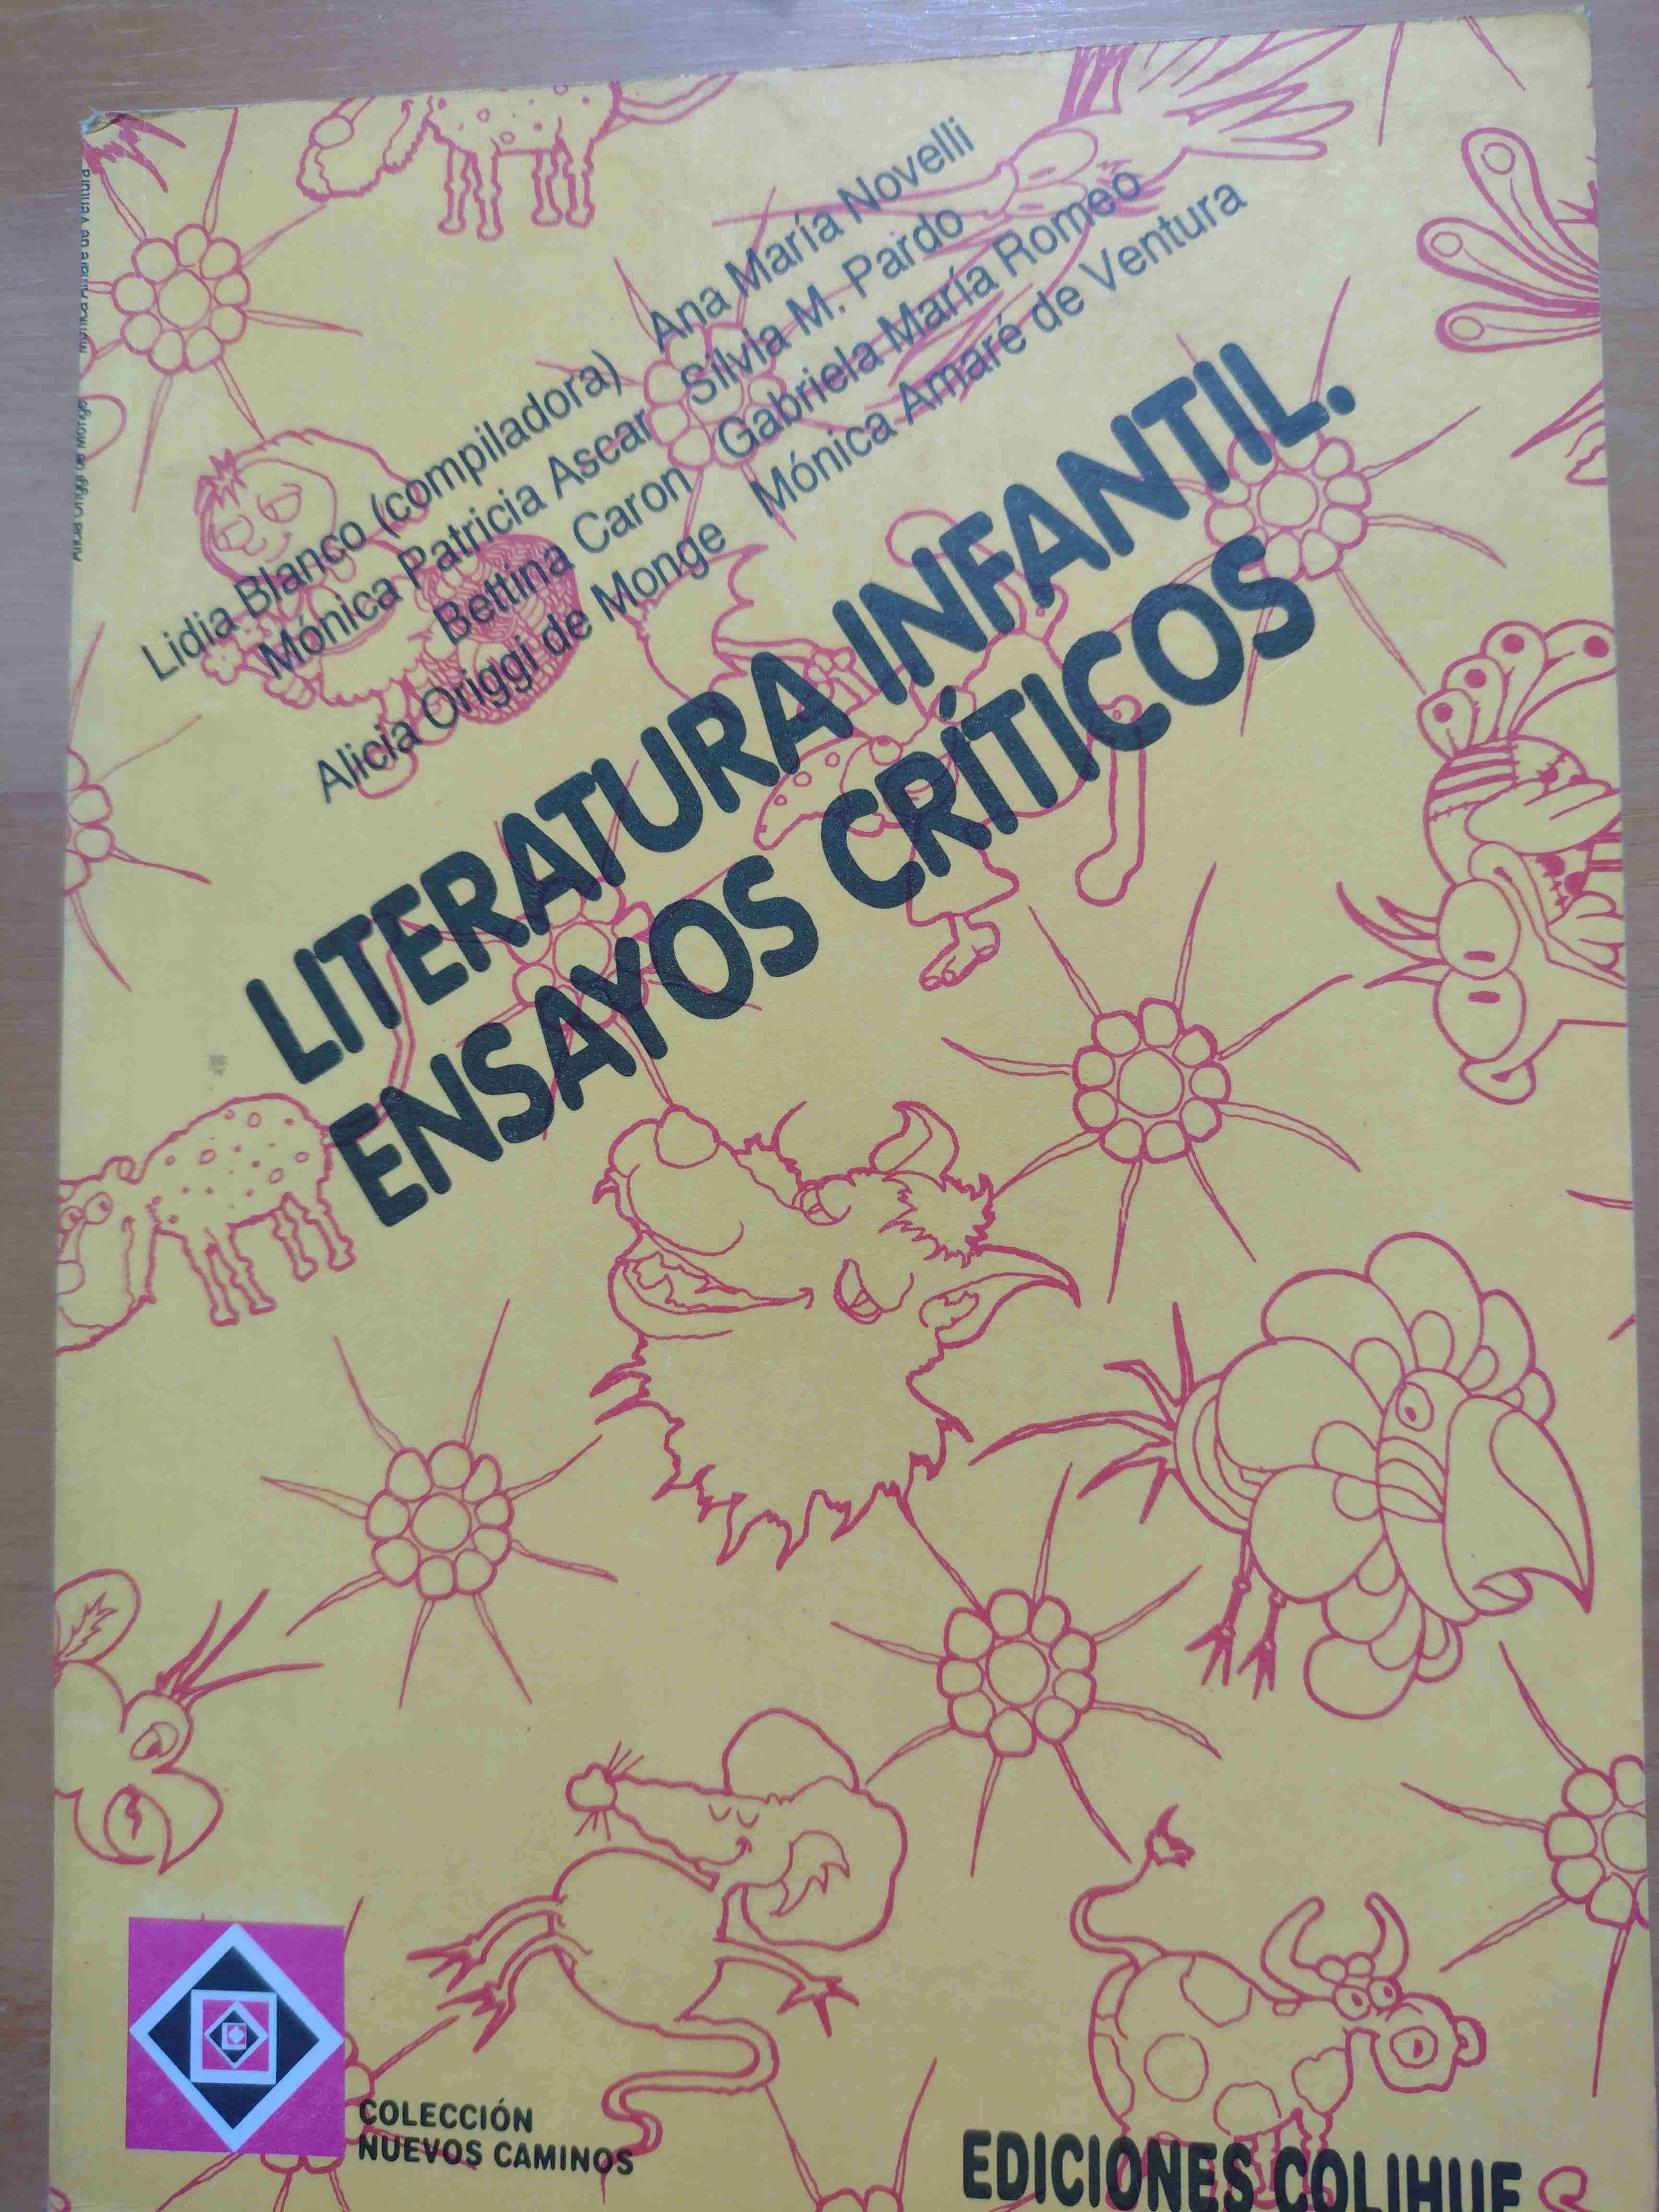 Lidia Blanco (compiladora) Ana María Novelli
Mónica Patricia Ascar Silvia M. Pardo
Bettina Caron Gabriela María Romeo
Alicia Origgi de Monge Mónica Amaré de Ventura
LITERATURA INFANTIL.
ENSAYOS CRÍTICOS
COLECCIÓN
NUEVOS CAMINOS
EDICIONES COLIHUE